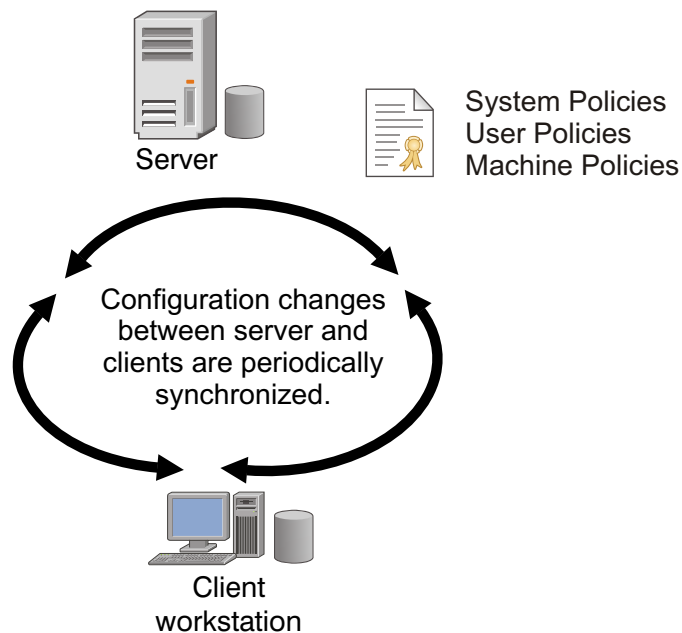 Server
System Policies
User Policies
Machine Policies
Configuration changes
between server and
clients are periodically
synchronized.
Client
workstation